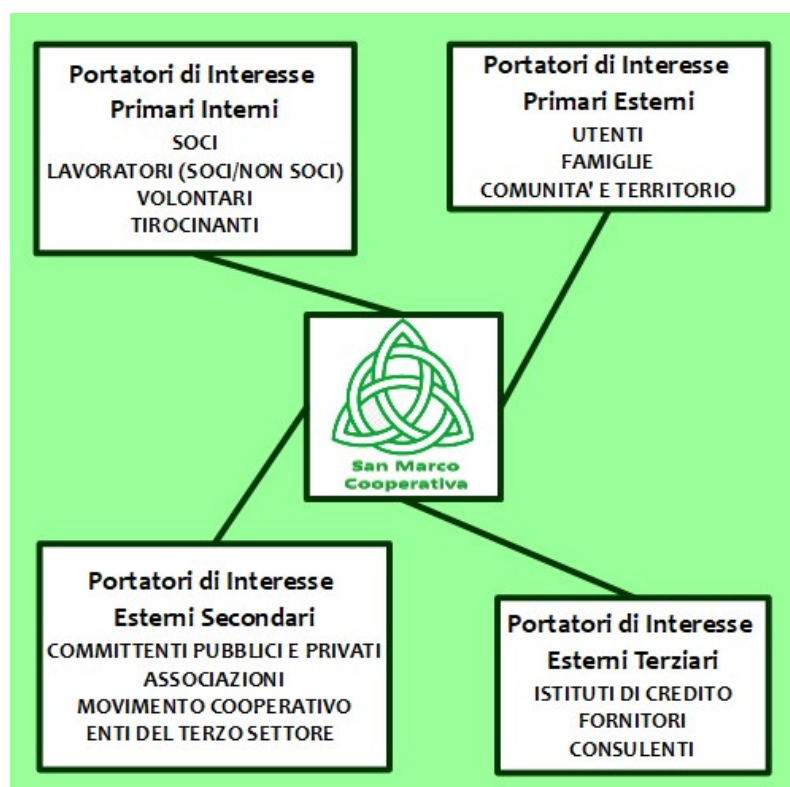 Portatori di Interesse
Primari Interni
SOCI
LAVORATORI (SOCI/NON SOCI)
VOLONTARI
TIROCINANTI
Portatori di Interesse
Primari Esterni
UTENTI
FAMIGLIE
COMUNITA' E TERRITORIO
San Marco
Cooperativa
Portatori di Interesse
Esterni Secondari
COMMITTENTI PUBBLICI E PRIVATI
ASSOCIAZIONI
MOVIMENTO COOPERATIVO
ENTI DEL TERZO SETTORE
Portatori di Interesse
Esterni Terziari
ISTITUTI DI CREDITO
FORNITORI
CONSULENTI